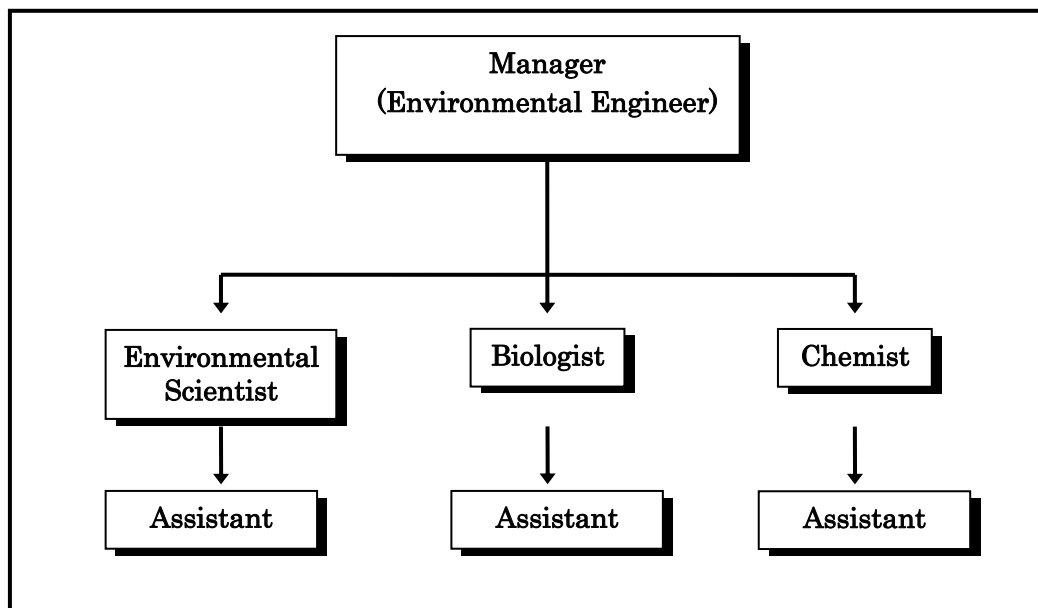 Manager
(Environmental Engineer)
Environmental
Scientist
Biologist
Chemist
Assistant
Assistant
Assistant